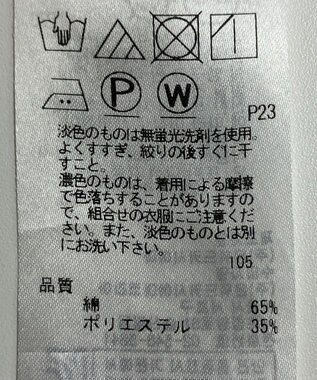 P
W
P23
淡色のものは無蛍光洗剤を使用。
よくすすぎ、絞りの後すぐに干
すこと。
濃色のものは、着用による摩擦
で色落ちすることがありますの
で、組合せの衣服にご注意くだ
さい。また、淡色のものとは別
にお洗い下さい。
105
品質
綿 65%
ポリエステル 35%